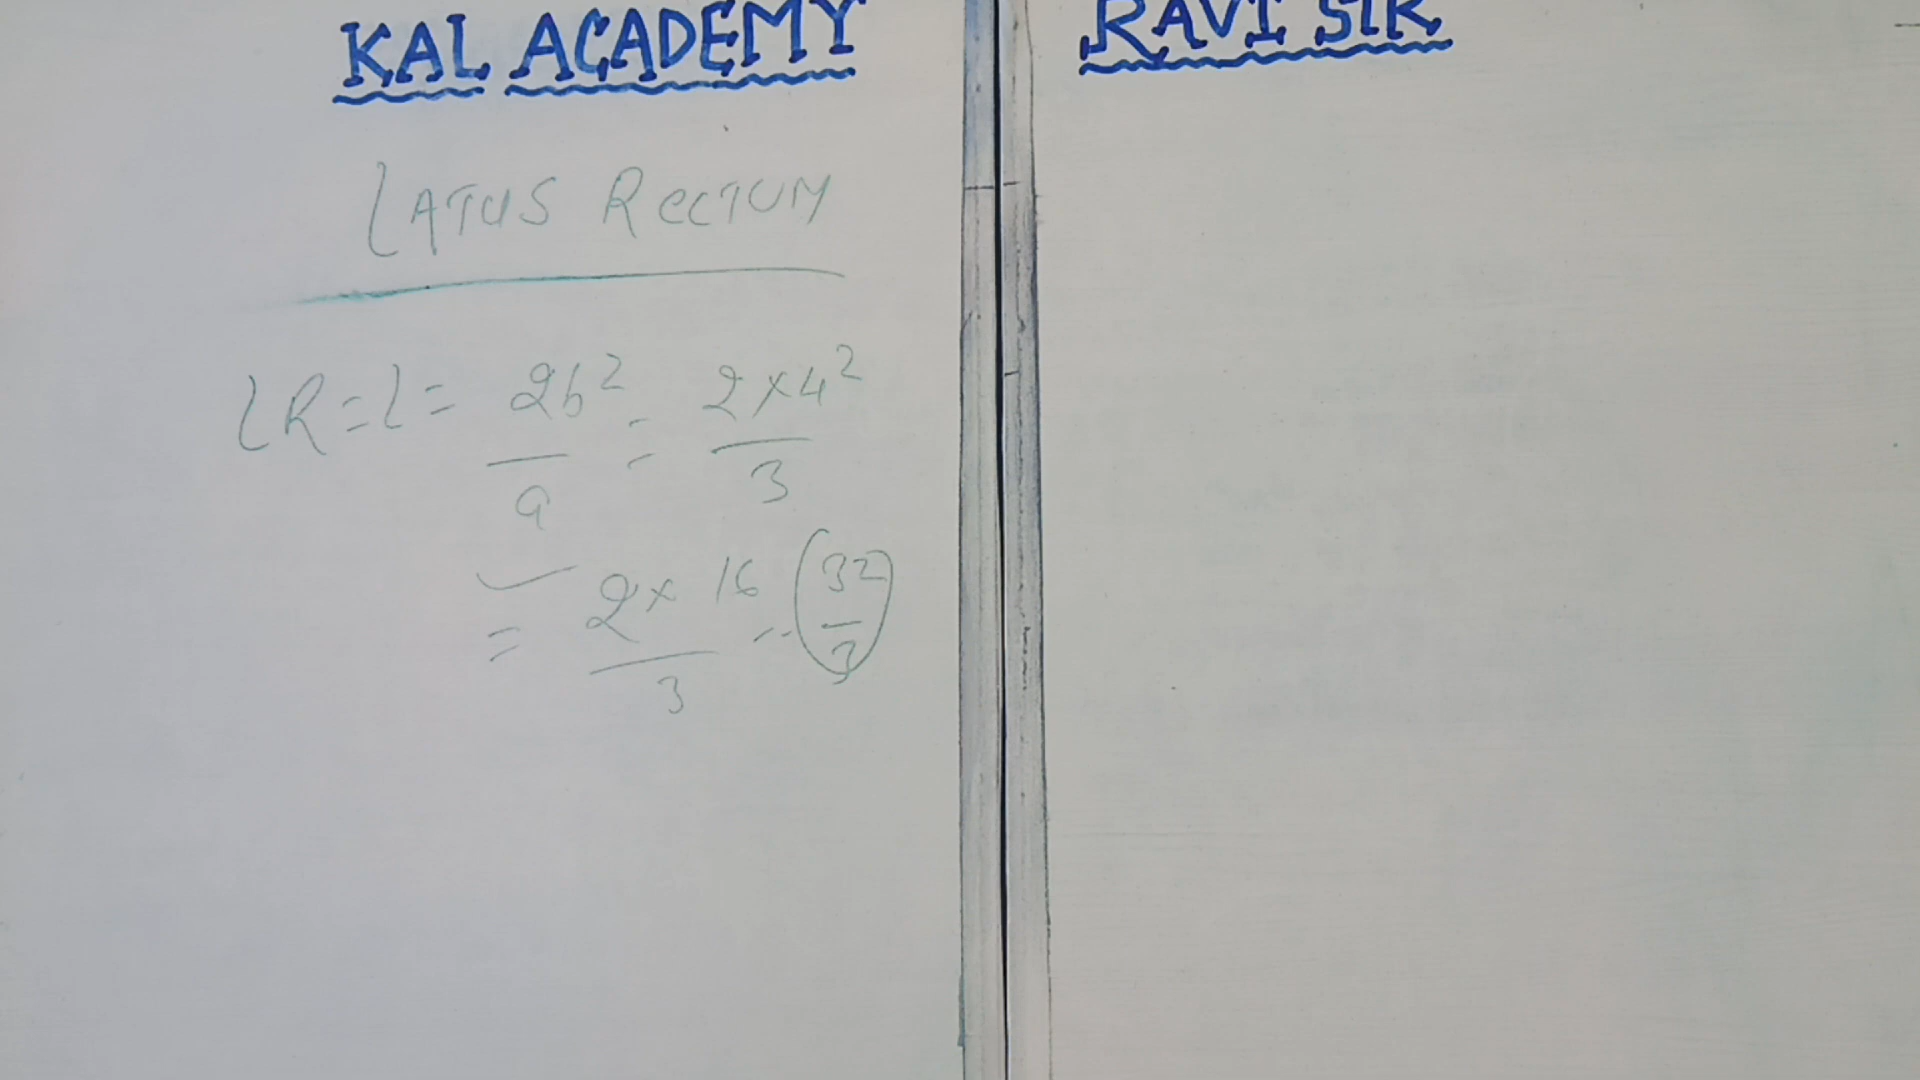 KAL ACADEMY
RAVI SIR
LATUS RECTUM
LR = L = 2b²/a = 2×4²/3
= 2×16/3 = 32/3